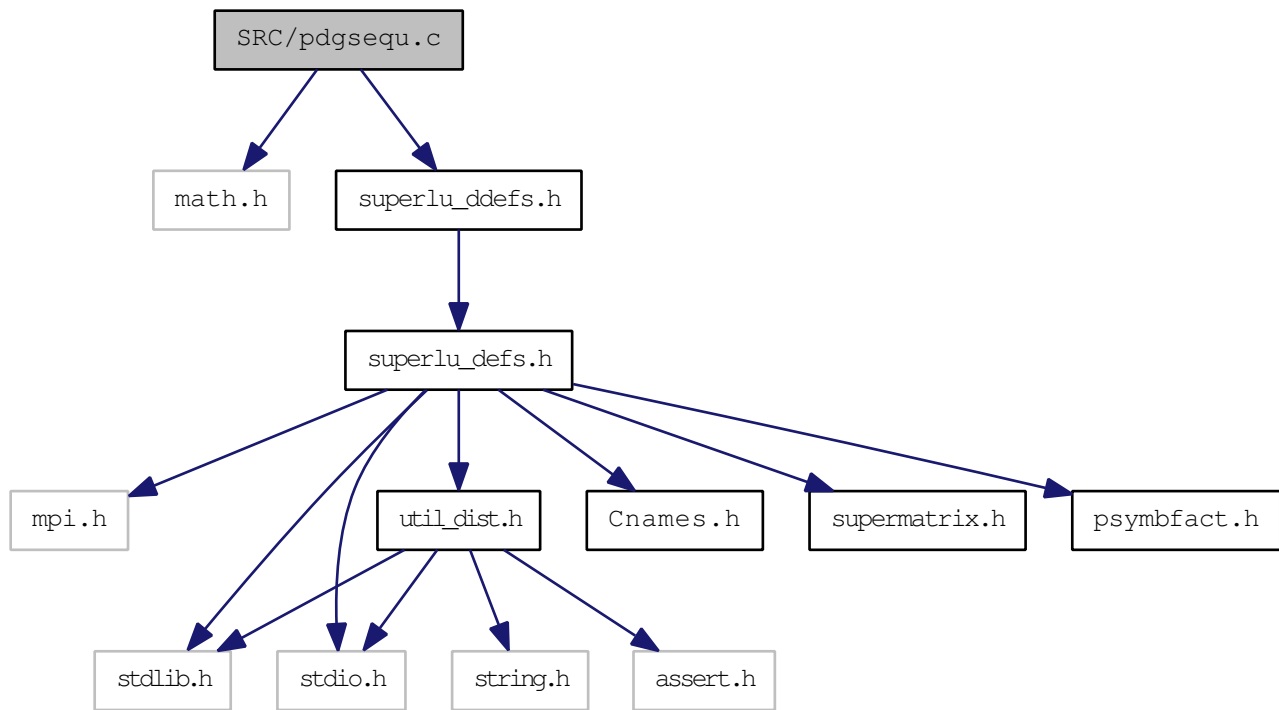 SRC/pdgsequ.c
math.h
superlu_ddefs.h
superlu_defs.h
mpi.h
util_dist.h
Cnames.h
supermatrix.h
psymbfact.h
stdlib.h
stdio.h
string.h
assert.h